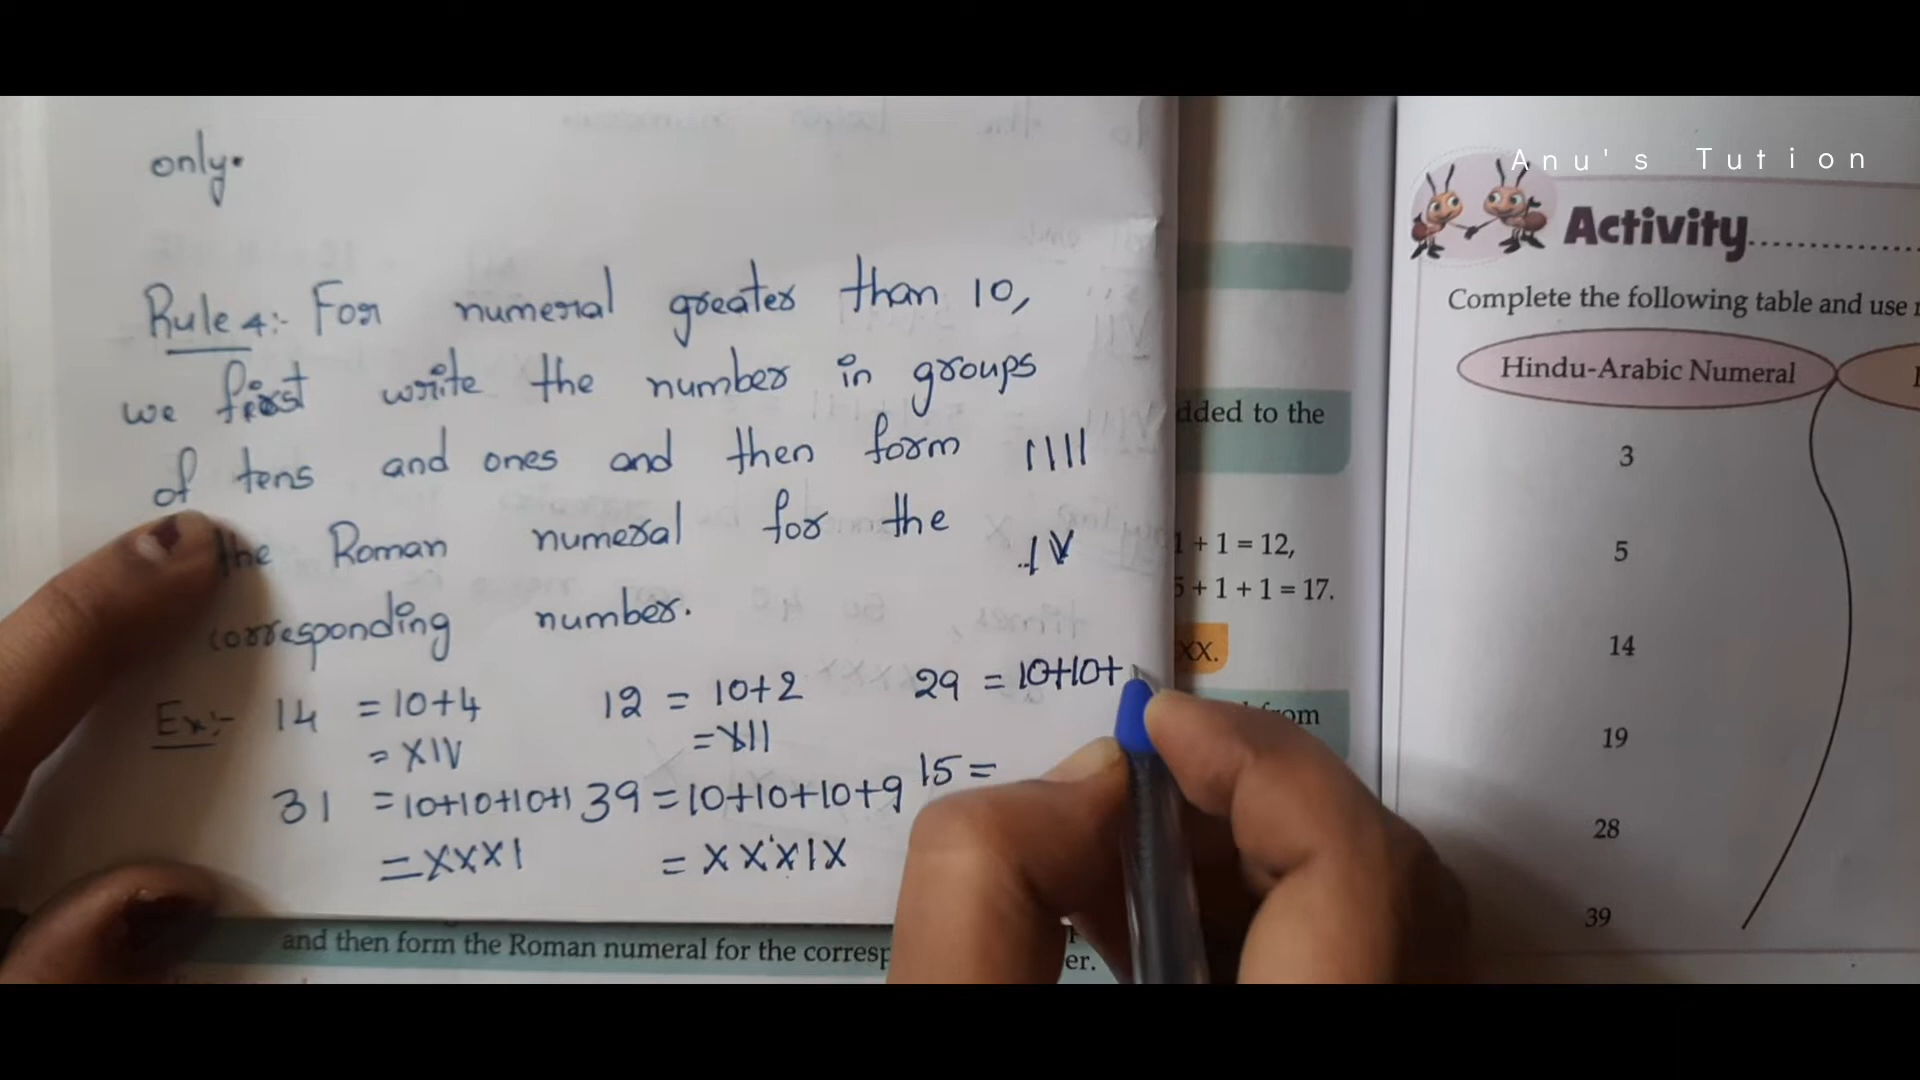 only.
Rule 4:- For numeral greater than 10,
we first write the number in groups
of tens and ones and then form
the Roman numeral for the
corresponding number.
IIII
IV
Ex:- 14 = 10+4
= XIV
12 = 10+2
= XII
29 = 10+10+
31 = 10+10+10+1
= XXXI
39 = 10+10+10+9
= XXXIX
15 =
and then form the Roman numeral for the corresp
er.
dded to the
1 + 1 = 12,
5 + 1 + 1 = 17.
XX.
om
Anu's Tution
Activity
Complete the following table and use
Hindu-Arabic Numeral
3
5
14
19
28
39